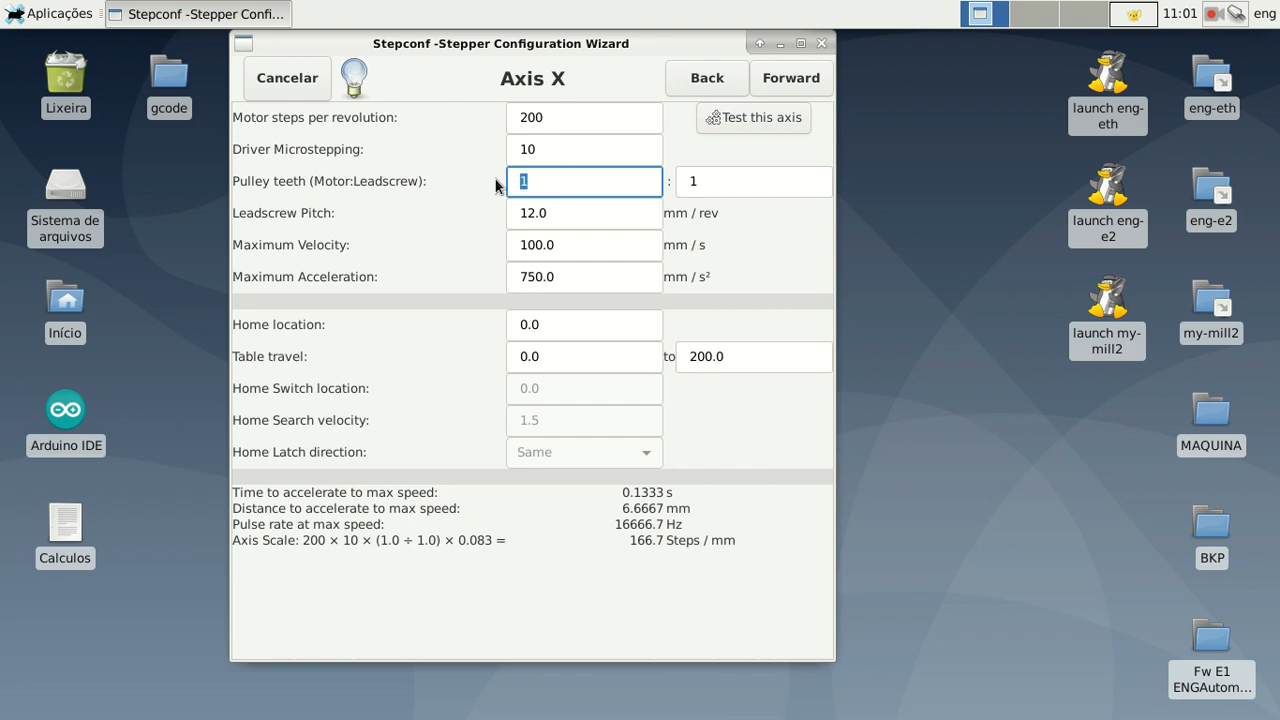 Aplicações
Stepconf -Stepper Confi...
11:01
eng
Stepconf -Stepper Configuration Wizard
Cancelar
Axis X
Back
Forward
Motor steps per revolution:
200
Test this axis
Driver Microstepping:
10
Pulley teeth (Motor:Leadscrew):
1
:
1
Leadscrew Pitch:
12.0
mm / rev
Maximum Velocity:
100.0
mm / s
Maximum Acceleration:
750.0
mm / s²
Home location:
0.0
Table travel:
0.0
to
200.0
Home Switch location:
0.0
Home Search velocity:
1.5
Home Latch direction:
Same
Time to accelerate to max speed:
0.1333 s
Distance to accelerate to max speed:
6.6667 mm
Pulse rate at max speed:
16666.7 Hz
Axis Scale: 200 × 10 × (1.0 ÷ 1.0) × 0.083 =
166.7 Steps / mm
Lixeira
gcode
Sistema de
arquivos
Início
Arduino IDE
Calculos
launch eng-
eth
eng-eth
launch eng-
e2
eng-e2
launch my-
mill2
my-mill2
MAQUINA
BKP
Fw E1
ENGAutom...